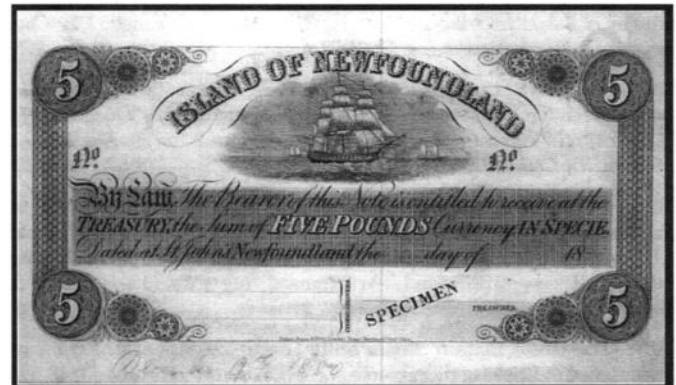 5 ISLAND OF NEWFOUNDLAND 5
No No
By Law The Bearer of this Note is entitled to receive at the
TREASURY, the Sum of FIVE POUNDS Currency IN SPECIE.
Dated at St. John's Newfoundland the day of 18
5 COMMISSIONERS SPECIMEN TREASURER 5